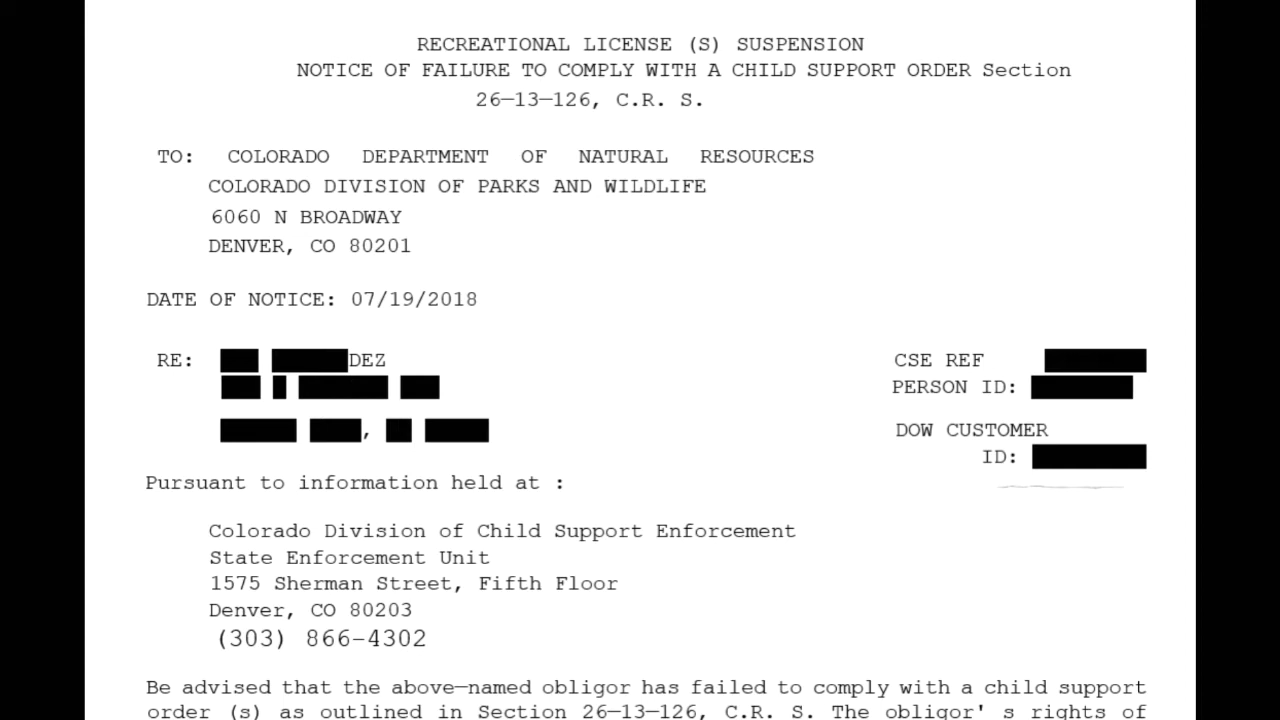 RECREATIONAL LICENSE (S) SUSPENSION
NOTICE OF FAILURE TO COMPLY WITH A CHILD SUPPORT ORDER Section
26—13—126, C.R. S.
TO: COLORADO DEPARTMENT OF NATURAL RESOURCES
COLORADO DIVISION OF PARKS AND WILDLIFE
6060 N BROADWAY
DENVER, CO 80201
DATE OF NOTICE: 07/19/2018
RE: DEZ
CSE REF
PERSON ID:
,
DOW CUSTOMER
ID:
Pursuant to information held at :
Colorado Division of Child Support Enforcement
State Enforcement Unit
1575 Sherman Street, Fifth Floor
Denver, CO 80203
(303) 866-4302
Be advised that the above—named obligor has failed to comply with a child support
order (s) as outlined in Section 26—13—126, C.R. S. The obligor' s rights of